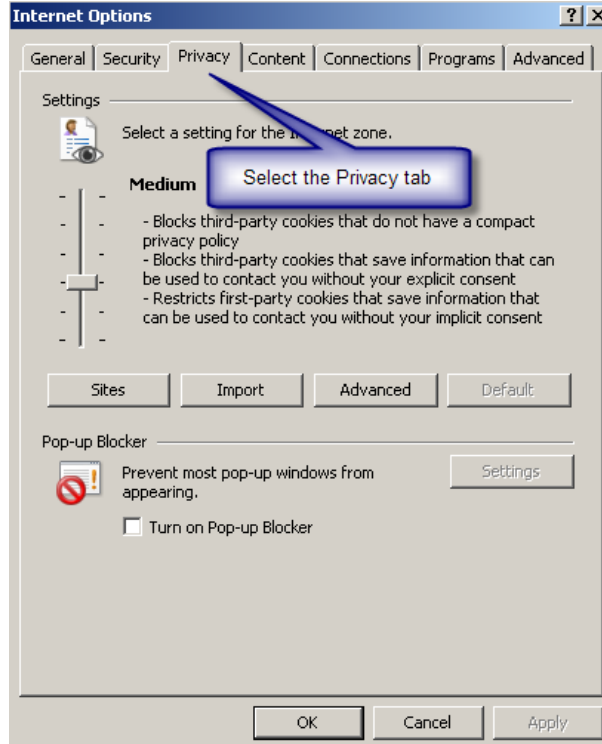 Internet Options
General Security Privacy Content Connections Programs Advanced
Settings
Select a setting for the Internet zone.
Select the Privacy tab
Medium
- Blocks third-party cookies that do not have a compact
privacy policy
- Blocks third-party cookies that save information that can
be used to contact you without your explicit consent
- Restricts first-party cookies that save information that
can be used to contact you without your implicit consent
Sites Import Advanced Default
Pop-up Blocker
Prevent most pop-up windows from
appearing.
Settings
Turn on Pop-up Blocker
OK Cancel Apply